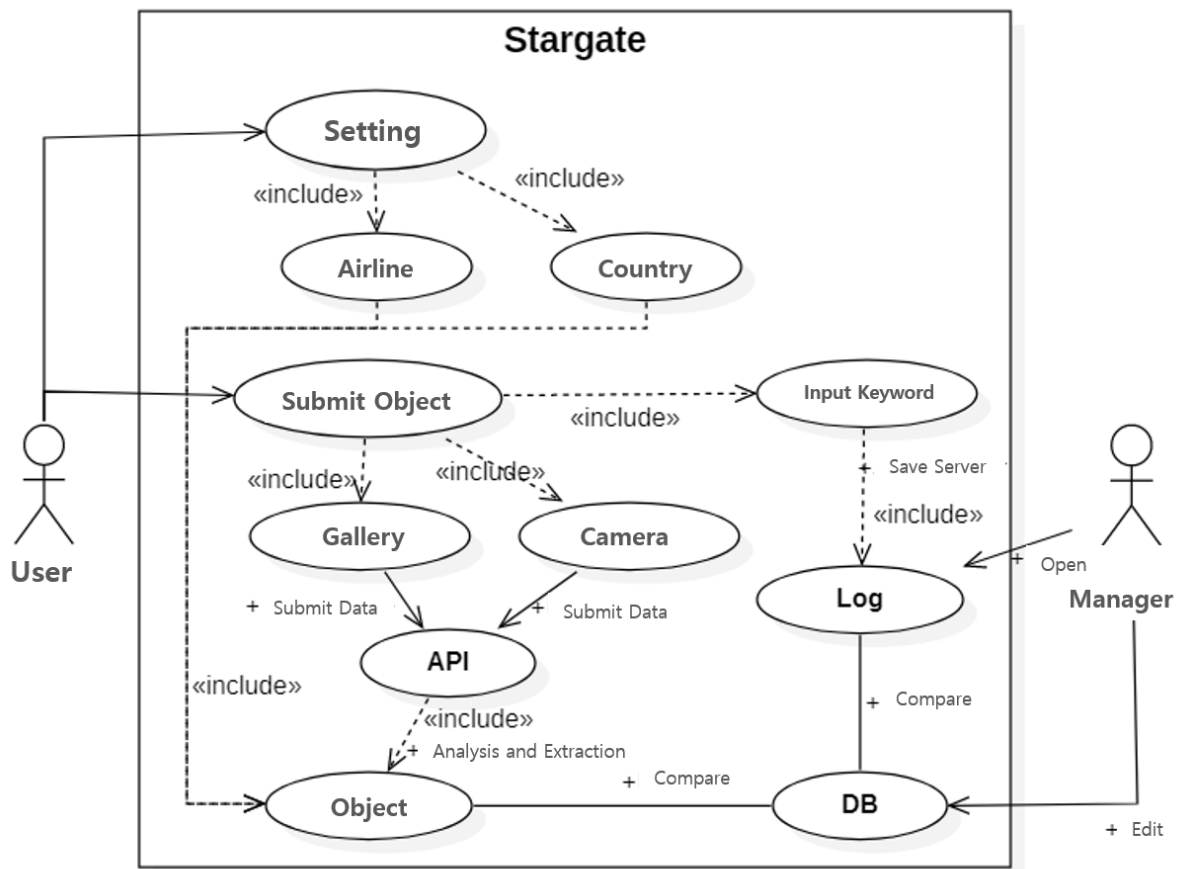 Stargate
Setting
«include»
«include»
Airline
Country
Submit Object
«include»
Input Keyword
«include»
«include»
+ Save Server
«include»
Gallery
Camera
User
+ Submit Data
+ Submit Data
+ Open
Log
Manager
API
«include»
«include»
+ Compare
+ Analysis and Extraction
+ Compare
Object
DB
+ Edit